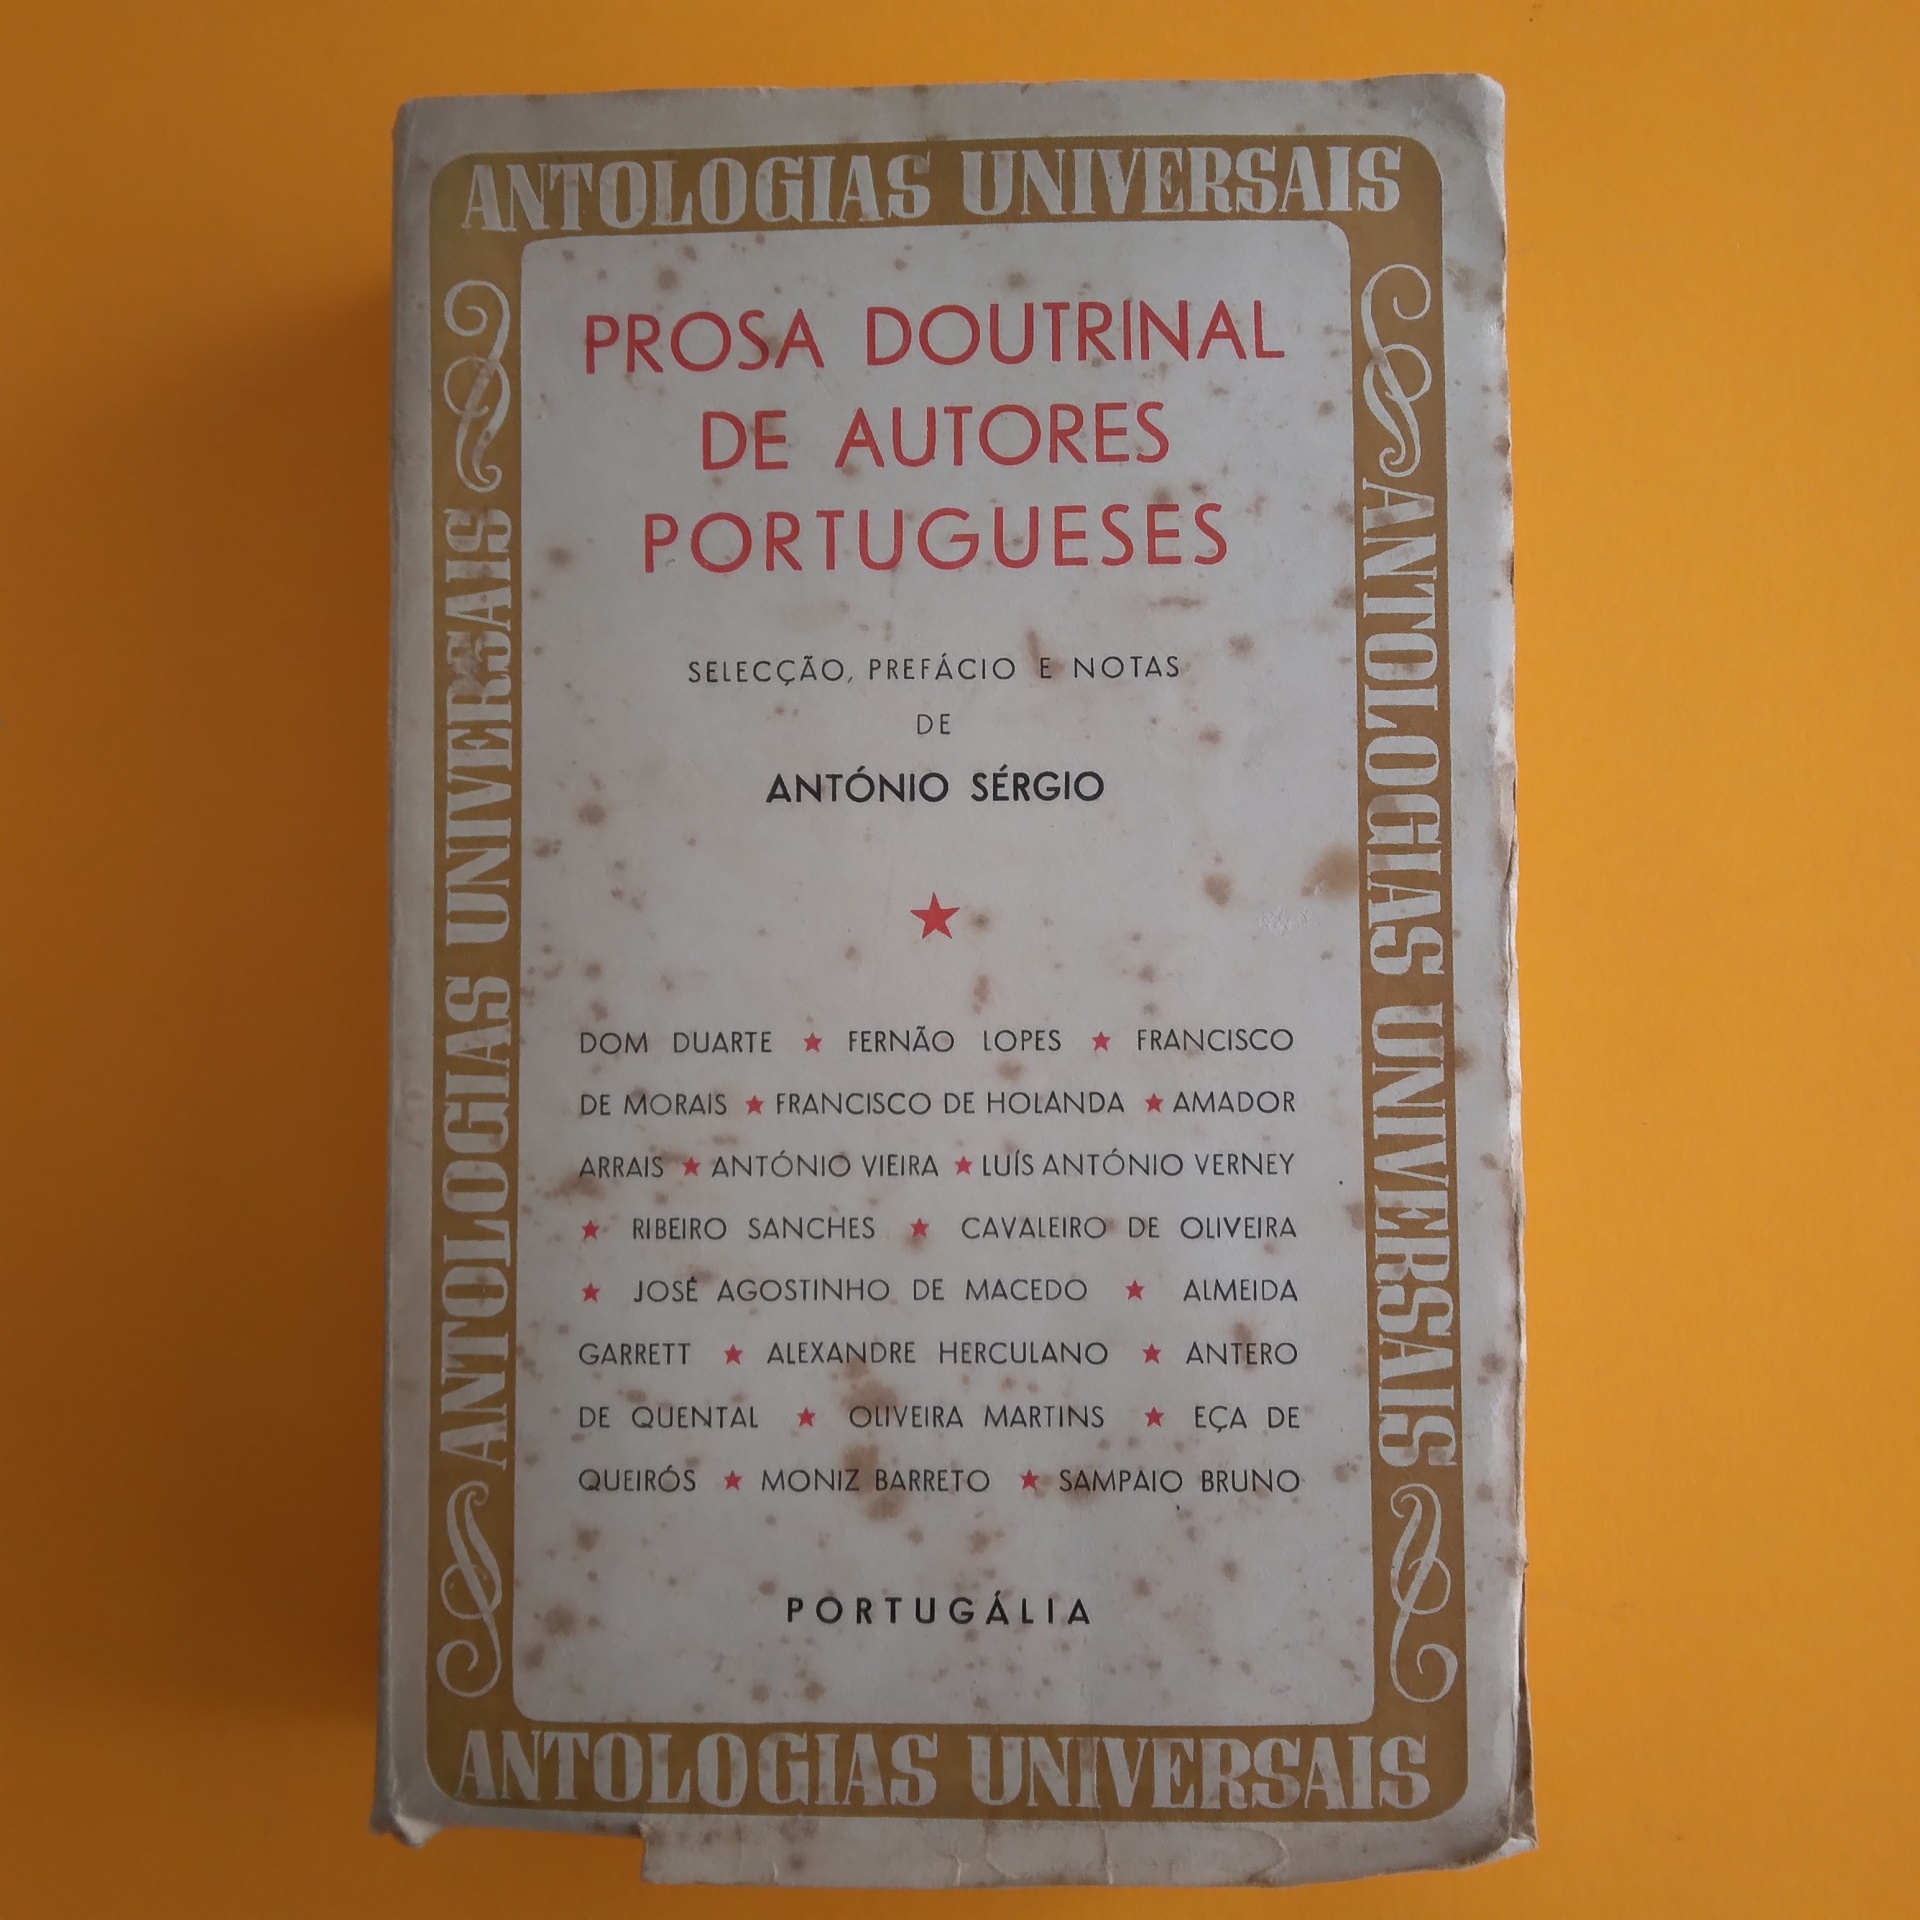 ANTOLOGIAS UNIVERSAIS
ANTOLOGIAS UNIVERSAIS
ANTOLOGIAS UNIVERSAIS
PROSA DOUTRINAL
DE AUTORES
PORTUGUESES
SELECÇÃO, PREFÁCIO E NOTAS
DE
ANTÓNIO SÉRGIO
★
DOM DUARTE ★ FERNÃO LOPES ★ FRANCISCO
DE MORAIS ★ FRANCISCO DE HOLANDA ★ AMADOR
ARRAIS ★ ANTÓNIO VIEIRA ★ LUÍS ANTÓNIO VERNEY
★ RIBEIRO SANCHES ★ CAVALEIRO DE OLIVEIRA
★ JOSÉ AGOSTINHO DE MACEDO ★ ALMEIDA
GARRETT ★ ALEXANDRE HERCULANO ★ ANTERO
DE QUENTAL ★ OLIVEIRA MARTINS ★ EÇA DE
QUEIRÓS ★ MONIZ BARRETO ★ SAMPAIO BRUNO
PORTUGÁLIA
ANTOLOGIAS UNIVERSAIS